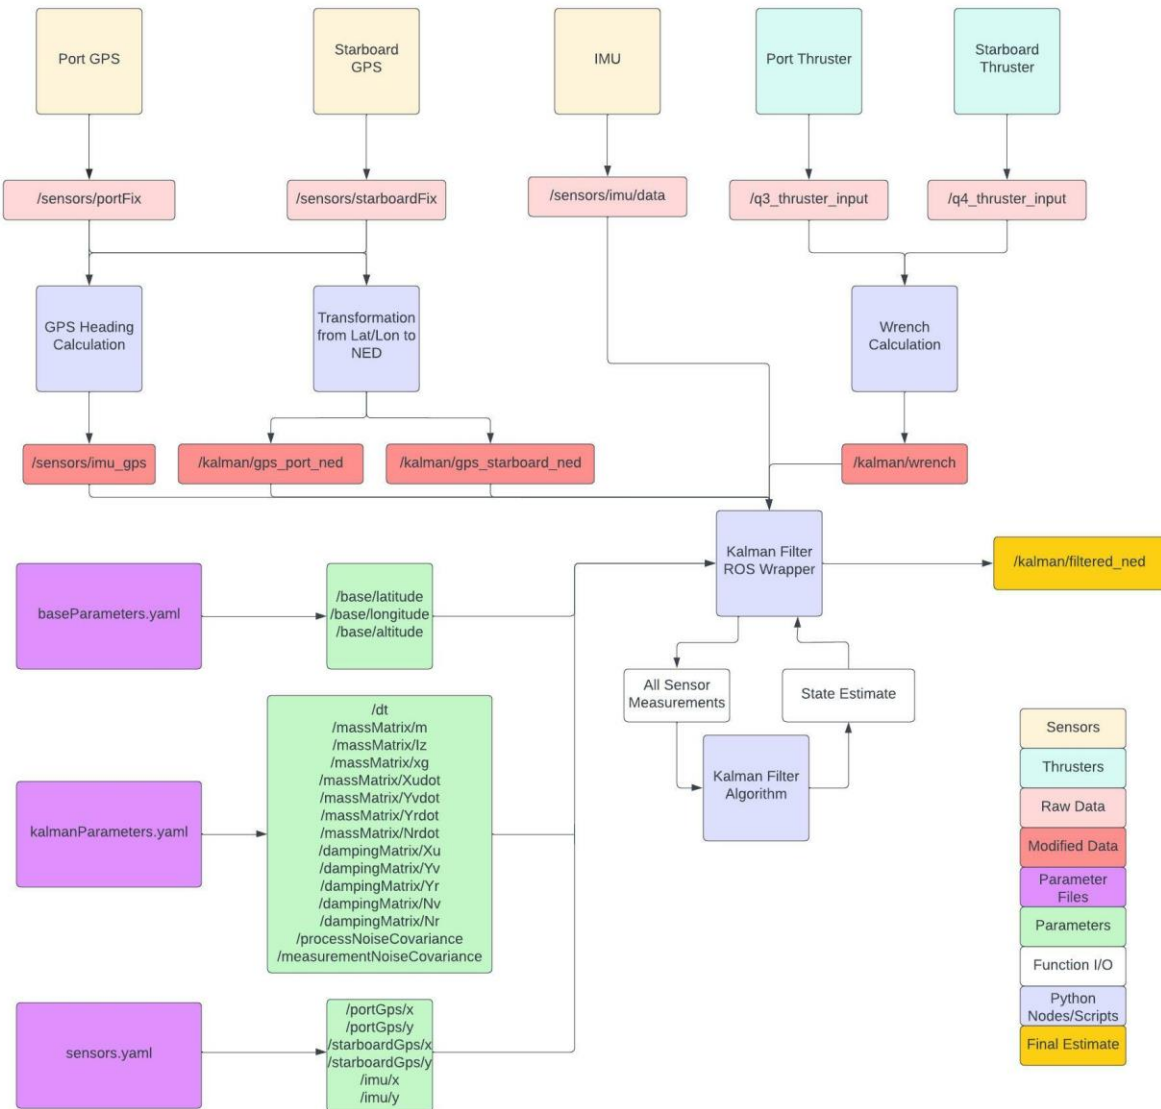 Port GPS
Starboard
GPS
IMU
Port Thruster
Starboard
Thruster
/sensors/portFix
/sensors/starboardFix
/sensors/imu/data
/q3_thruster_input
/q4_thruster_input
GPS Heading
Calculation
Transformation
from Lat/Lon to
NED
Wrench
Calculation
/sensors/imu_gps
/kalman/gps_port_ned
/kalman/gps_starboard_ned
/kalman/wrench
Kalman Filter
ROS Wrapper
/kalman/filtered_ned
baseParameters.yaml
/base/latitude
/base/longitude
/base/altitude
All Sensor
Measurements
State Estimate
Kalman Filter
Algorithm
kalmanParameters.yaml
/dt
/massMatrix/m
/massMatrix/Iz
/massMatrix/xg
/massMatrix/Xudot
/massMatrix/Yvdot
/massMatrix/Yrdot
/massMatrix/Nrdot
/dampingMatrix/Xu
/dampingMatrix/Yv
/dampingMatrix/Yr
/dampingMatrix/Nv
/dampingMatrix/Nr
/processNoiseCovariance
/measurementNoiseCovariance
sensors.yaml
/portGps/x
/portGps/y
/starboardGps/x
/starboardGps/y
/imu/x
/imu/y
Sensors
Thrusters
Raw Data
Modified Data
Parameter
Files
Parameters
Function I/O
Python
Nodes/Scripts
Final Estimate